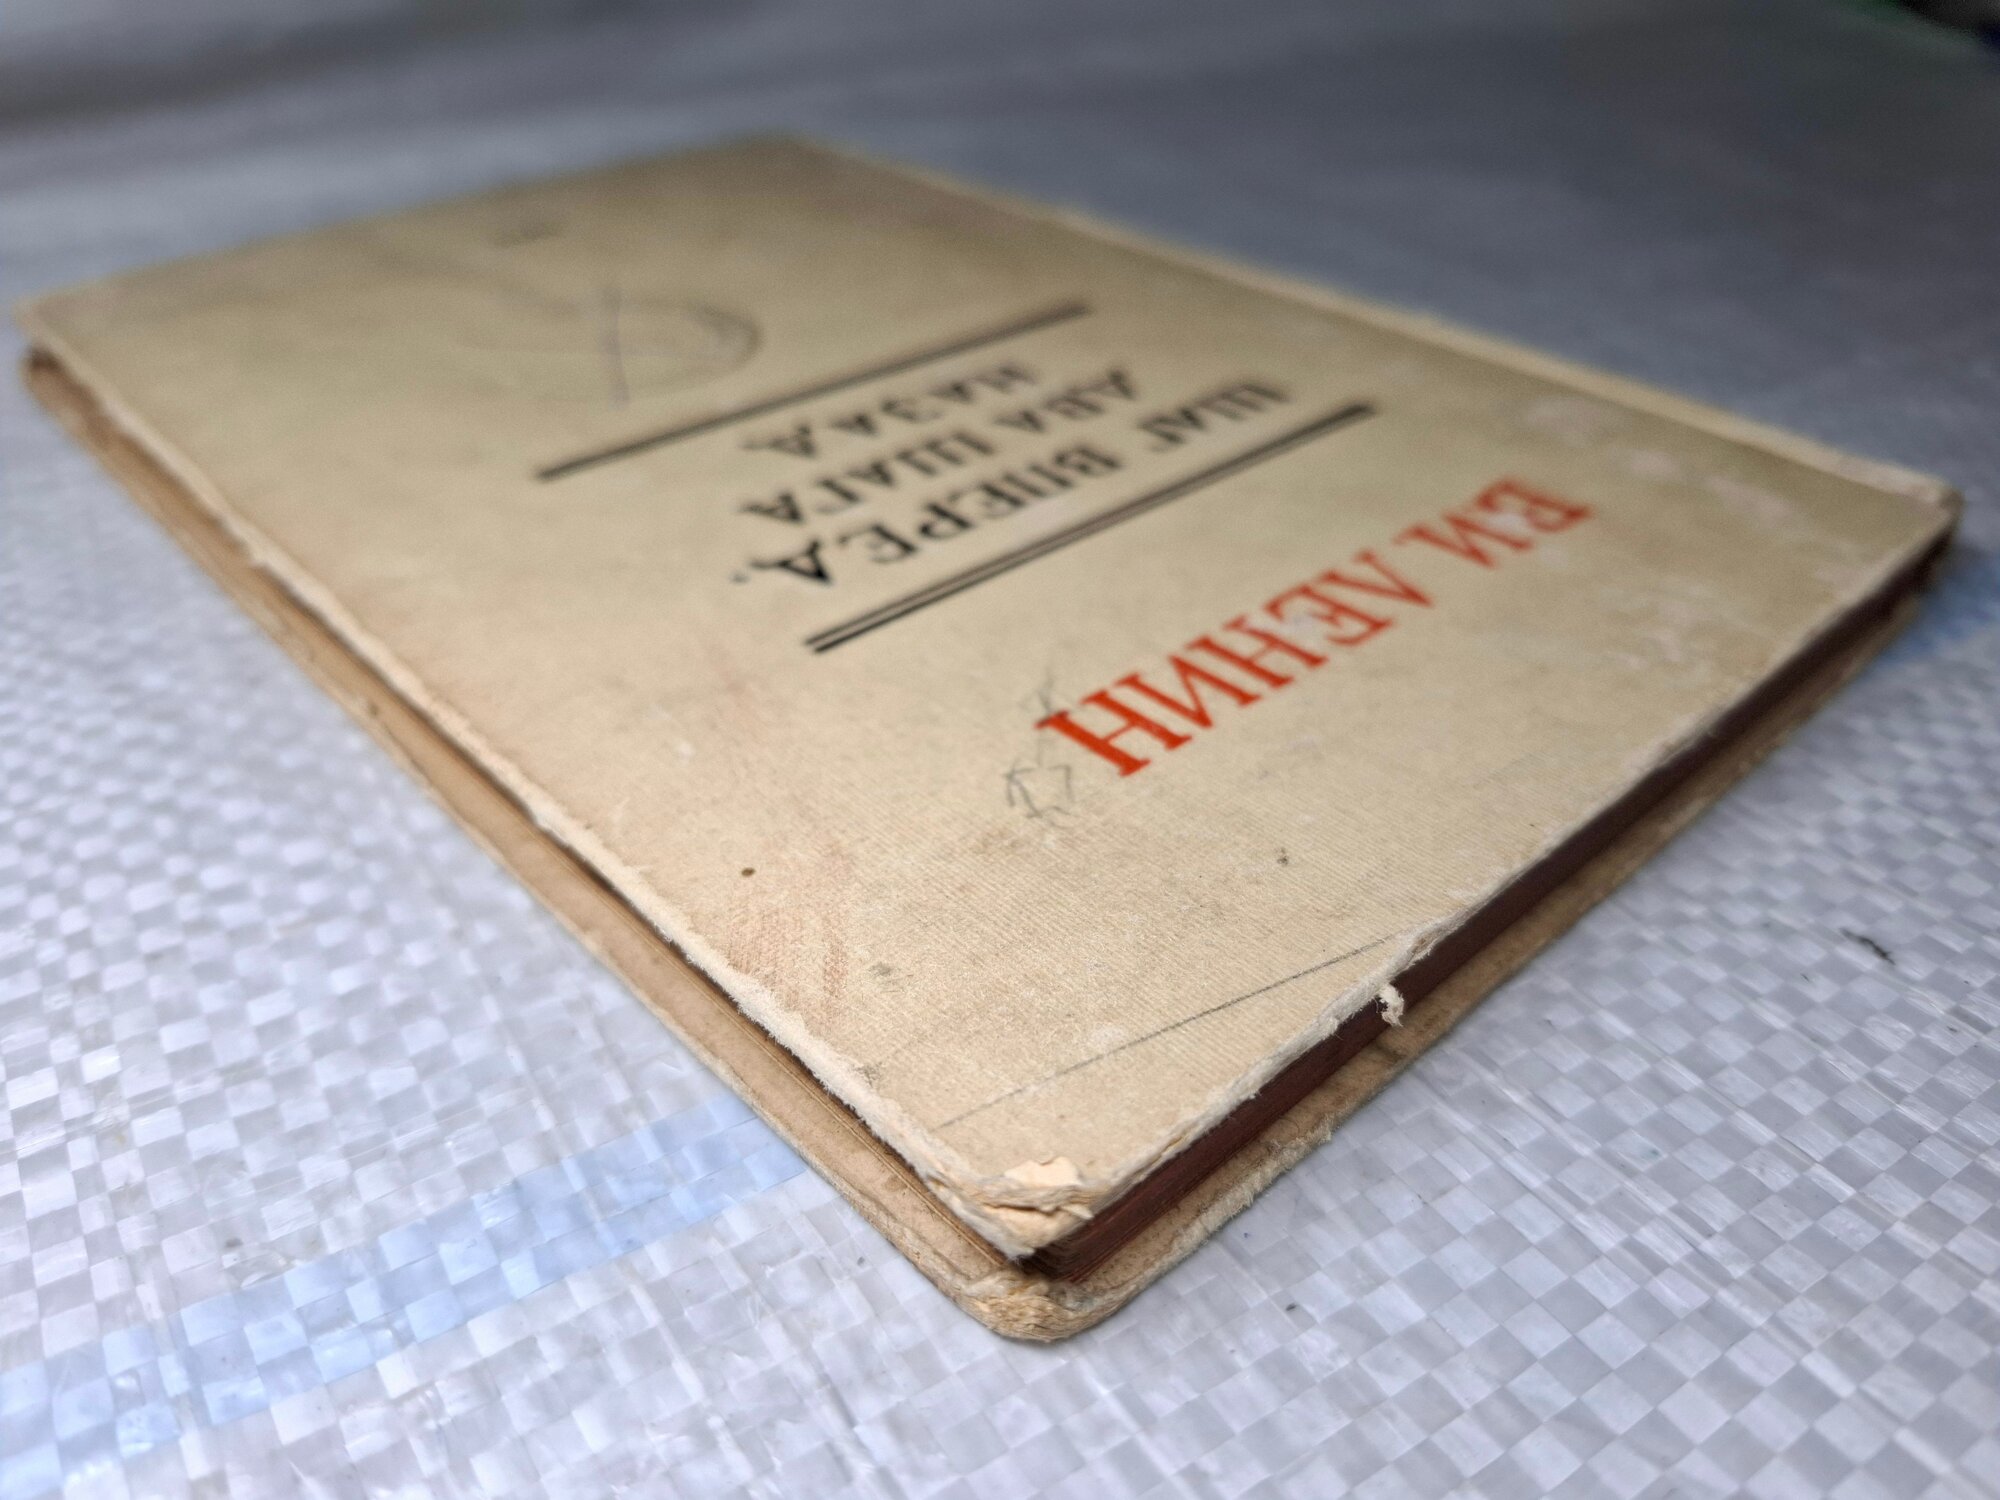 В.И. ЛЕНИН
ШАГ ВПЕРЕД,
ДВА ШАГА
НАЗАД